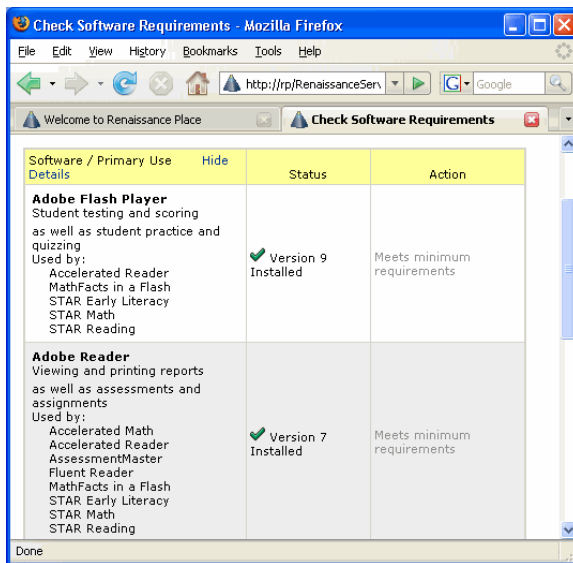 Check Software Requirements - Mozilla Firefox
File Edit View History Bookmarks Tools Help
http://rp/RenaissanceSer
G Google
Welcome to Renaissance Place
Check Software Requirements
Software / Primary Use Hide
Details
Status
Action
Adobe Flash Player
Student testing and scoring
as well as student practice and
quizzing
Used by:
Accelerated Reader
MathFacts in a Flash
STAR Early Literacy
STAR Math
STAR Reading
Version 9
Installed
Meets minimum
requirements
Adobe Reader
Viewing and printing reports
as well as assessments and
assignments
Used by:
Accelerated Math
Accelerated Reader
AssessmentMaster
Fluent Reader
MathFacts in a Flash
STAR Early Literacy
STAR Math
STAR Reading
Version 7
Installed
Meets minimum
requirements
Done